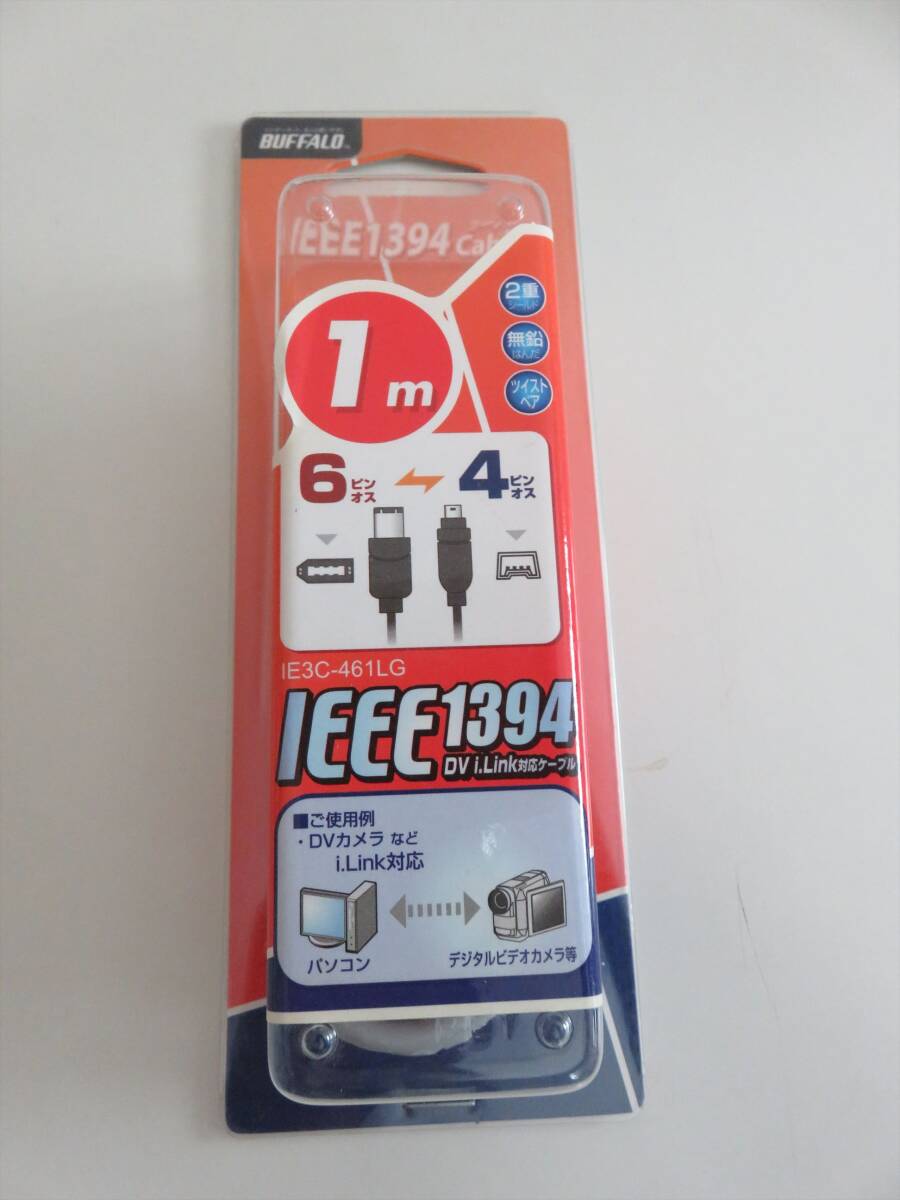 BUFFALO
IEEE1394 Cab
2重
シールド
無鉛
はんだ
ツイスト
ペア
1m
6ピン
オス
4ピン
オス
IE3C-461LG
IEEE1394
DV i.Link対応ケーブル
■ご使用例
・DVカメラ など
i.Link対応
パソコン
デジタルビデオカメラ等